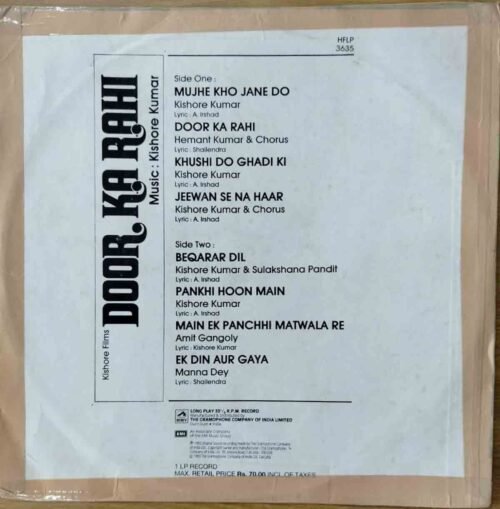 HFLP
3635
Kishore Films
DOOR KA RAHI
Music : Kishore Kumar
Side One :
MUJHE KHO JANE DO
Kishore Kumar
Lyric : A. Irshad
DOOR KA RAHI
Hemant Kumar & Chorus
Lyric : Shailendra
KHUSHI DO GHADI KI
Kishore Kumar
Lyric : A. Irshad
JEEWAN SE NA HAAR
Kishore Kumar & Chorus
Lyric : A. Irshad
Side Two :
BEQARAR DIL
Kishore Kumar & Sulakshana Pandit
Lyric : A. Irshad
PANKHI HOON MAIN
Kishore Kumar
Lyric : A. Irshad
MAIN EK PANCHHI MATWALA RE
Amit Gangoly
Lyric : Kishore Kumar
EK DIN AUR GAYA
Manna Dey
Lyric : Shailendra
LONG PLAY 33⅓ R.P.M. RECORD
Manufactured & Distributed by
THE GRAMOPHONE COMPANY OF INDIA LIMITED
EMI
1 LP RECORD
MAX. RETAIL PRICE Rs. 70.00 INCL. OF TAXES